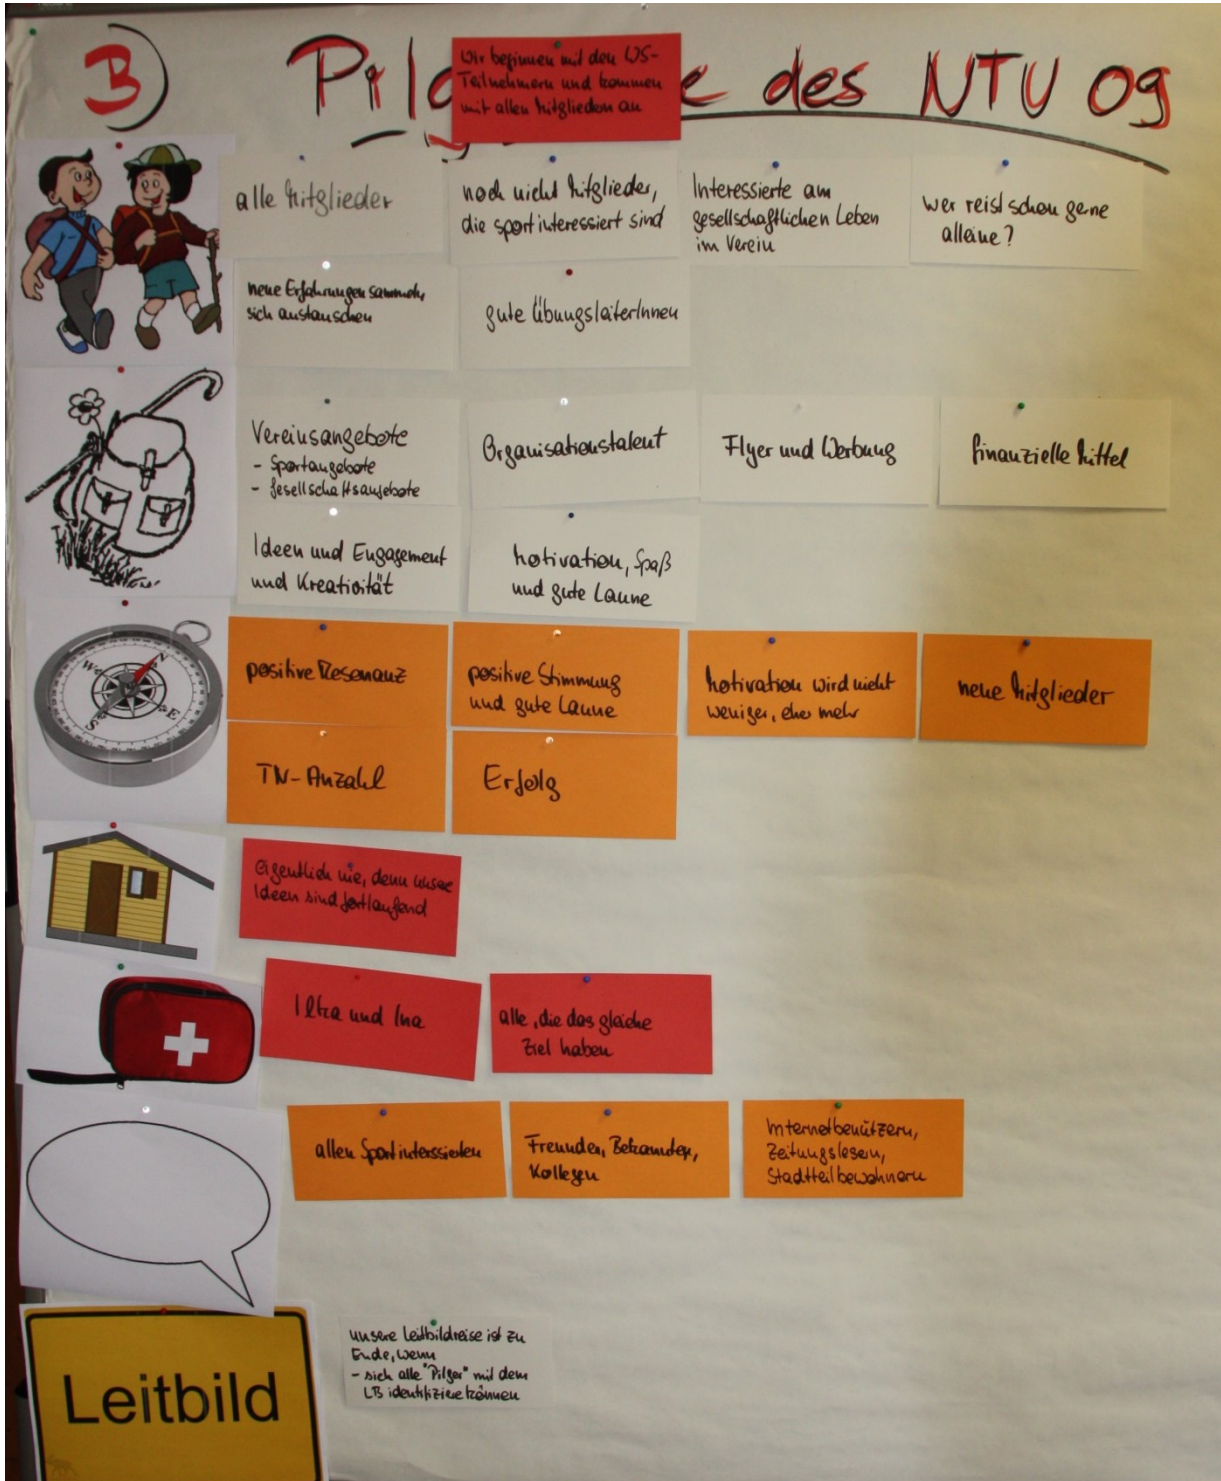 B) Pilg e des NTV 09
Wir beginnen mit den WS-
Teilnehmern und kommen
mit allen Mitgliedern an
alle Mitglieder
noch nicht Mitglieder,
die sportinteressiert sind
Interessierte am
gesellschaftlichen Leben
im Verein
wer reist schon gerne
alleine?
neue Erfahrungen sammeln,
sich austauschen
gute ÜbungsleiterInnen
Vereinsangebote
- Sportangebote
- Gesellschaftsangebote
Organisationstalent
Flyer und Werbung
finanzielle Mittel
Ideen und Engagement
und Kreativität
Motivation, Spaß
und gute Laune
W
N
E
S
positive Resonanz
positive Stimmung
und gute Laune
Motivation wird nicht
weniger, eher mehr
neue Mitglieder
TN-Anzahl
Erfolg
eigentlich nie, denn unsere
Ideen sind fortlaufend
und Ina
alle, die das gleiche
Ziel haben
allen Sportinteressierten
Freunden, Bekannten,
Kollegen
Internetbenützern,
Zeitungslesern,
Stadtteilbewohnern
Leitbild
unsere Leitbildreise ist zu
Ende, wenn
- sich alle "Pilger" mit dem
LB identifizieren können